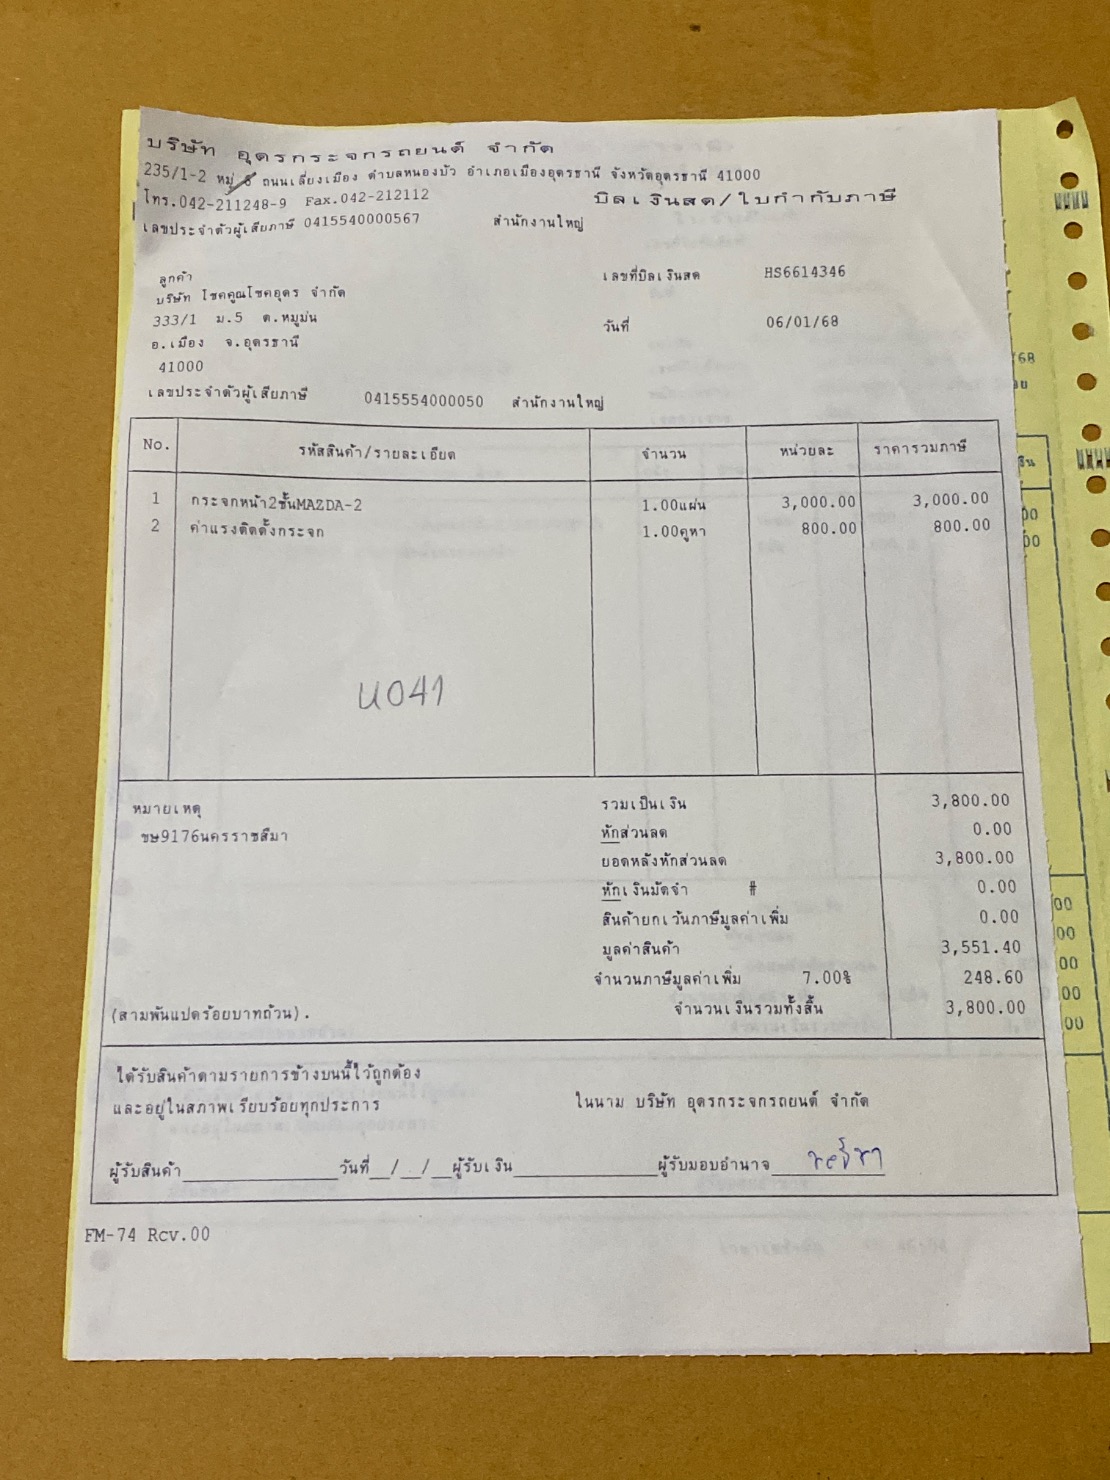 บริษัท อุดรกระจกรถยนต์ จำกัด
235/1-2 หมู่ 8 ถนนเลี่ยงเมือง ตำบลหนองบัว อำเภอเมืองอุดรธานี จังหวัดอุดรธานี 41000
โทร.042-211248-9 Fax.042-212112 บิลเงินสด/ใบกำกับภาษี
เลขประจำตัวผู้เสียภาษี 0415540000567 สำนักงานใหญ่
ลูกค้า เลขที่บิลเงินสด HS6614346
บริษัท โชคคูณโชคอุดร จำกัด
333/1 ม.5 ต.หมูม่น วันที่ 06/01/68
อ.เมือง จ.อุดรธานี
41000
เลขประจำตัวผู้เสียภาษี 0415554000050 สำนักงานใหญ่
No. รหัสสินค้า/รายละเอียด จำนวน หน่วยละ ราคารวมภาษี
1 กระจกหน้า2ชั้นMAZDA-2 1.00แผ่น 3,000.00 3,000.00
2 ค่าแรงติดตั้งกระจก 1.00คูหา 800.00 800.00
U041
หมายเหตุ รวมเป็นเงิน 3,800.00
ขษ9176นครราชสีมา หักส่วนลด 0.00
ยอดหลังหักส่วนลด 3,800.00
หักเงินมัดจำ # 0.00
สินค้ายกเว้นภาษีมูลค่าเพิ่ม 0.00
มูลค่าสินค้า 3,551.40
จำนวนภาษีมูลค่าเพิ่ม 7.00% 248.60
(สามพันแปดร้อยบาทถ้วน). จำนวนเงินรวมทั้งสิ้น 3,800.00
ได้รับสินค้าตามรายการข้างบนนี้ไว้ถูกต้อง
และอยู่ในสภาพเรียบร้อยทุกประการ ในนาม บริษัท อุดรกระจกรถยนต์ จำกัด
ผู้รับสินค้า วันที่ / / ผู้รับเงิน ผู้รับมอบอำนาจ
FM-74 Rev.00